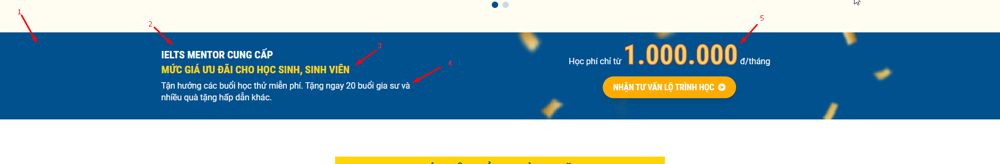 1
2
3
4
5
IELTS MENTOR CUNG CẤP
MỨC GIÁ ƯU ĐÃI CHO HỌC SINH, SINH VIÊN
Tận hưởng các buổi học thử miễn phí. Tặng ngay 20 buổi gia sư và
nhiều quà tặng hấp dẫn khác.
Học phí chỉ từ 1.000.000 đ/tháng
NHẬN TƯ VẤN LỘ TRÌNH HỌC